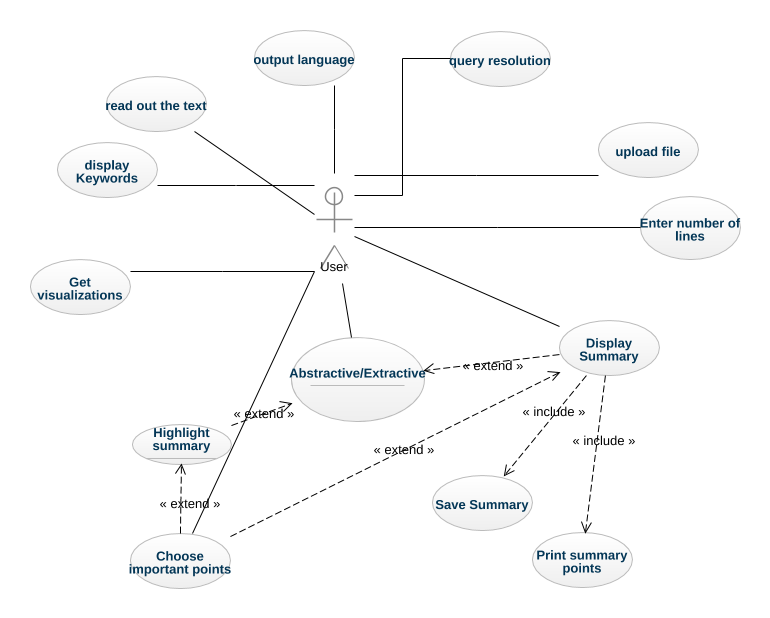 output language
query resolution
read out the text
upload file
display
Keywords
Enter number of
lines
User
Get
visualizations
Display
Summary
Abstractive/Extractive
« extend »
« extend »
« include »
Highlight
summary
« include »
« extend »
« extend »
Save Summary
Choose
important points
Print summary
points